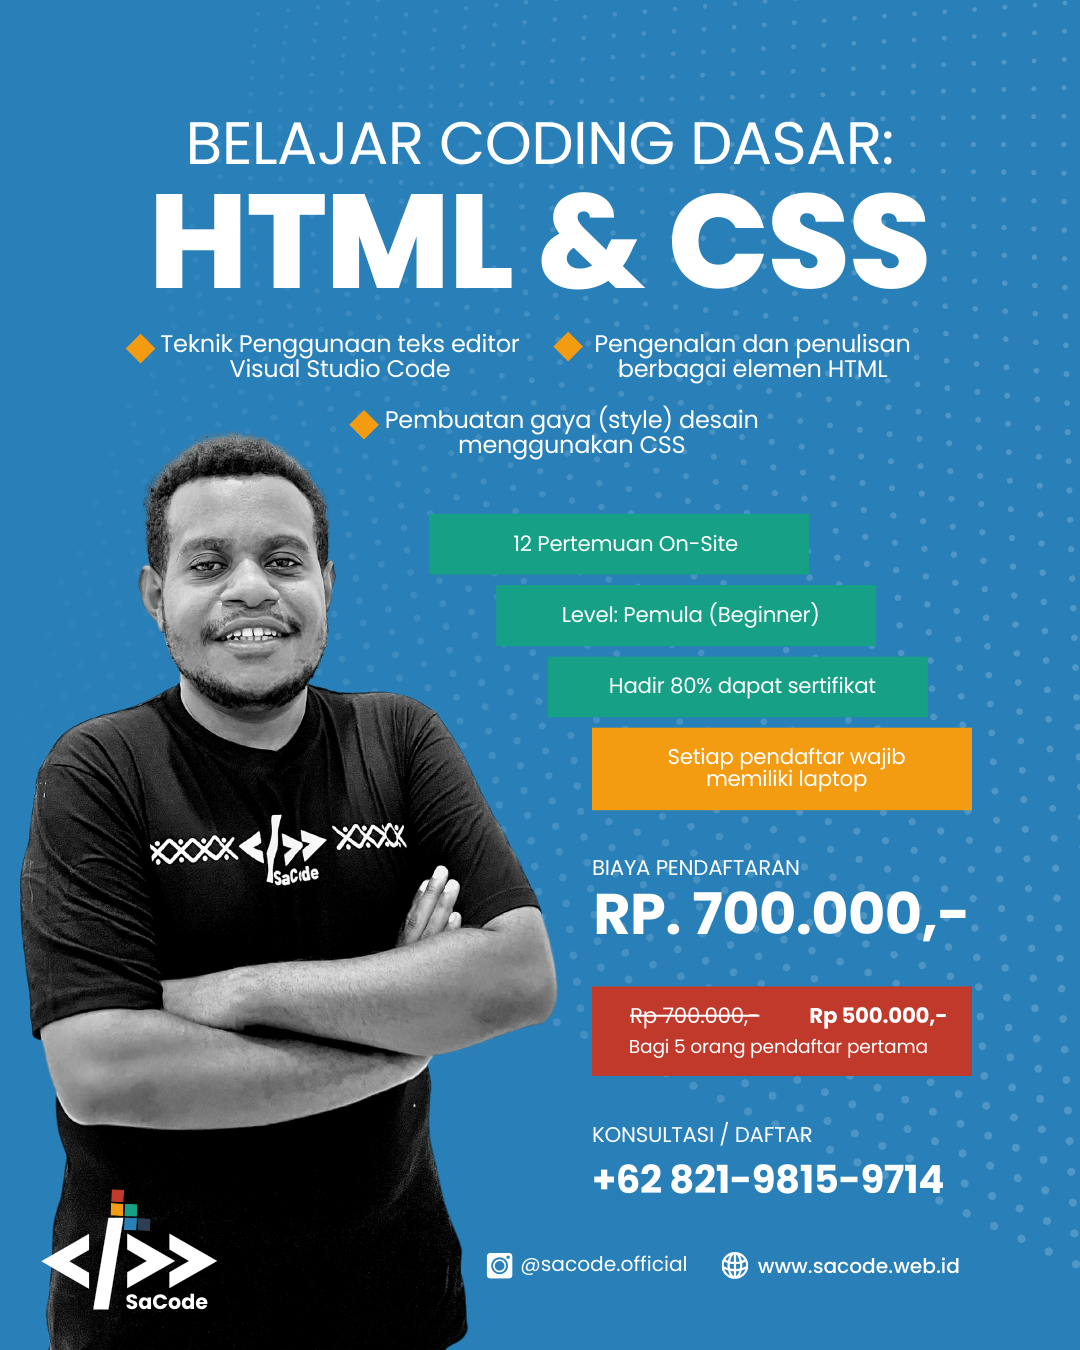 BELAJAR CODING DASAR:
HTML & CSS
Teknik Penggunaan teks editor
Visual Studio Code
Pengenalan dan penulisan
berbagai elemen HTML
Pembuatan gaya (style) desain
menggunakan CSS
12 Pertemuan On-Site
Level: Pemula (Beginner)
Hadir 80% dapat sertifikat
Setiap pendaftar wajib
memiliki laptop
SaCode
BIAYA PENDAFTARAN
RP. 700.000,-
Rp 700.000,- Rp 500.000,-
Bagi 5 orang pendaftar pertama
KONSULTASI / DAFTAR
+62 821-9815-9714
SaCode
@sacode.official
www.sacode.web.id